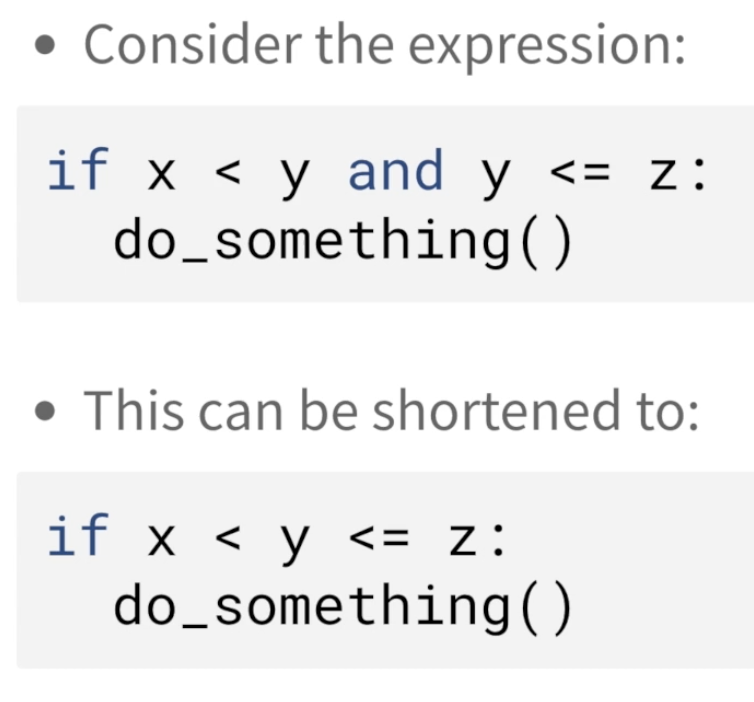 • Consider the expression:
if x < y and y <= z:
  do_something()
• This can be shortened to:
if x < y <= z:
  do_something()